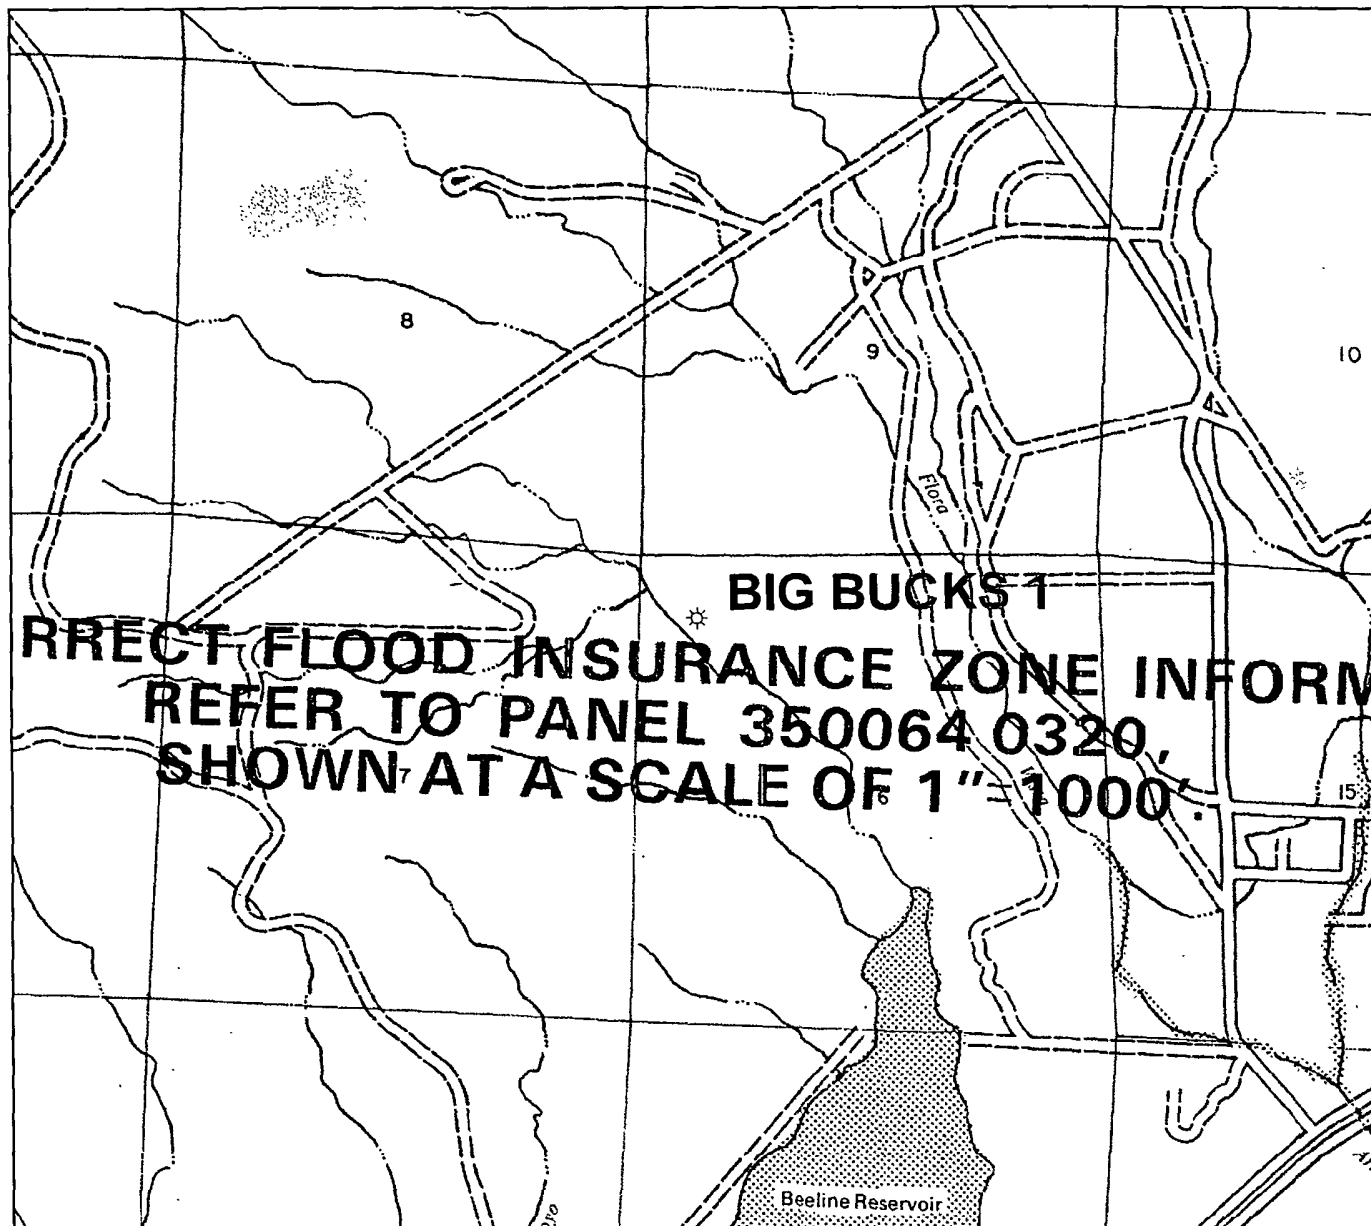 8
9
10
Flora
BIG BUCKS 1
RRECT FLOOD INSURANCE ZONE INFORM
REFER TO PANEL 350064 0320,
SHOWN AT A SCALE OF 1" = 1000'.
7
15
Beeline Reservoir